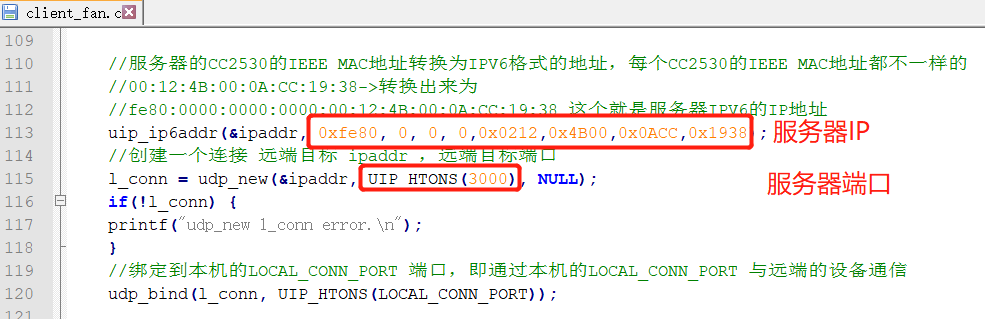 client_fan.c
109
110 //服务器的CC2530的IEEE MAC地址转换为IPV6格式的地址，每个CC2530的IEEE MAC地址都不一样的
111 //00:12:4B:00:0A:CC:19:38->转换出来为
112 //fe80:0000:0000:0000:00:12:4B:00:0A:CC:19:38 这个就是服务器IPV6的IP地址
113 uip_ip6addr(&ipaddr, 0xfe80, 0, 0, 0,0x0212,0x4B00,0x0ACC,0x1938); 服务器IP
114 //创建一个连接 远端目标 ipaddr ，远端目标端口
115 l_conn = udp_new(&ipaddr, UIP_HTONS(3000), NULL); 服务器端口
116 if(!l_conn) {
117 printf("udp_new l_conn error.\n");
118 }
119 //绑定到本机的LOCAL_CONN_PORT 端口，即通过本机的LOCAL_CONN_PORT 与远端的设备通信
120 udp_bind(l_conn, UIP_HTONS(LOCAL_CONN_PORT));